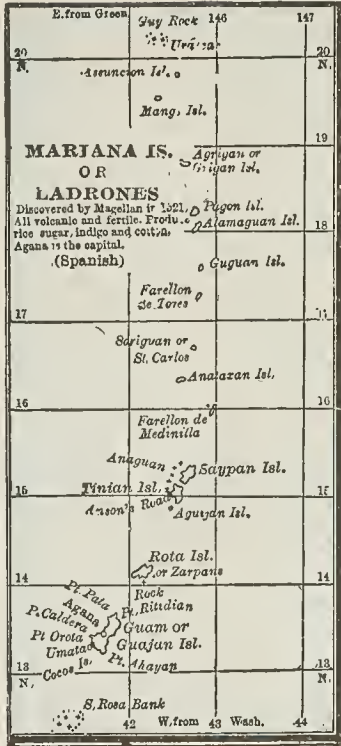 E. from Green.
146
147
Guy Rock
Uracas
20
N.
20
N.
Assuncion Isl.
Mangs Isl.
19
MARIANA IS.
OR
LADRONES
Agrigan or
Grigan Isl.
Discovered by Magellan in 1521.
All volcanic and fertile. Produce
rice sugar, indigo and cotton.
Agana is the capital.
(Spanish)
Pagon Isl.
Alamaguan Isl.
18
Guguan Isl.
Farellon
de Tores
17
Sariguan or
St. Carlos
Anataxan Isl.
16
16
Farellon de
Medinilla
Anaguan
Saypan Isl.
Tinian Isl.
15
15
Anson's Road
Aguijan Isl.
Rota Isl.
or Zarpane
14
14
Rock
Pt. Pata
Pt. Ritidian
Agana
P. Caldera
Guam or
Guajan Isl.
Pt Orota
Umata
Cocos Is.
Pt. Ahayan
13
N.
13
N.
S. Rosa Bank
42
W. from
43
Wash.
44